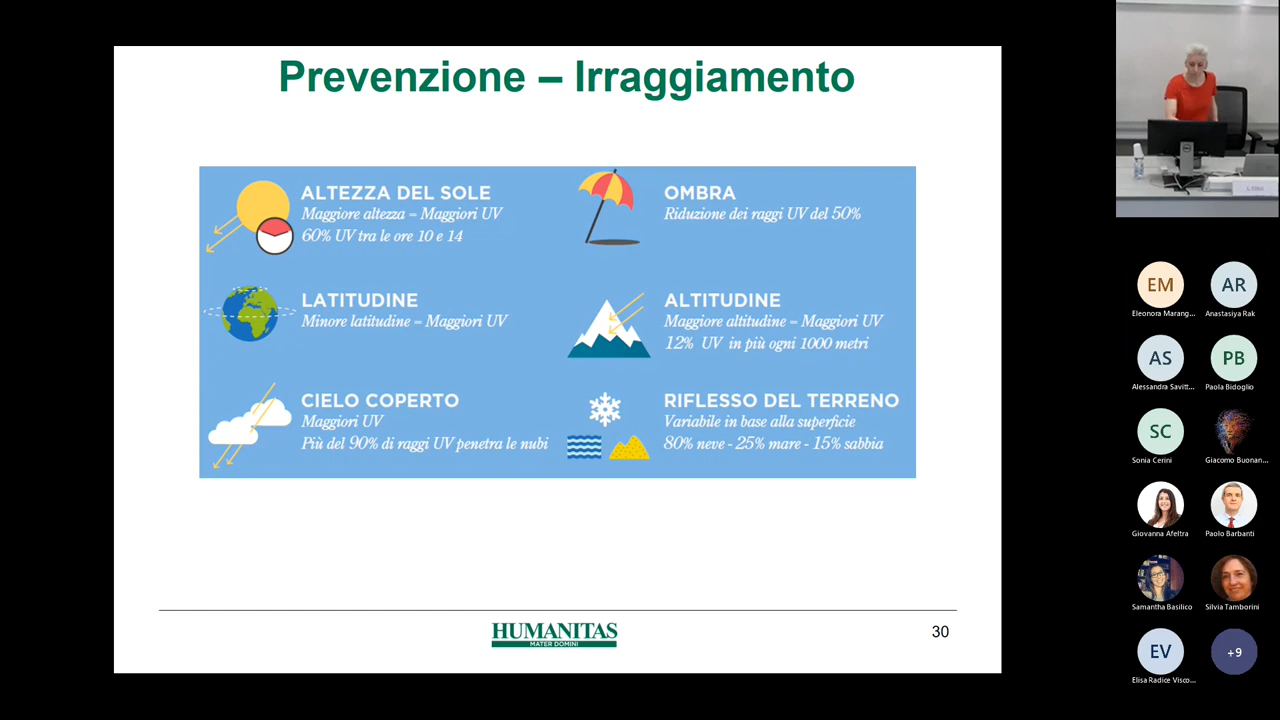 Prevenzione – Irraggiamento
ALTEZZA DEL SOLE
Maggiore altezza = Maggiori UV
60% UV tra le ore 10 e 14
OMBRA
Riduzione dei raggi UV del 50%
LATITUDINE
Minore latitudine = Maggiori UV
ALTITUDINE
Maggiore altitudine = Maggiori UV
12% UV in più ogni 1000 metri
CIELO COPERTO
Maggiori UV
Più del 90% di raggi UV penetra le nubi
RIFLESSO DEL TERRENO
Variabile in base alla superficie
80% neve - 25% mare - 15% sabbia
HUMANITAS
MATER DOMINI
30
EM
Eleonora Marang...
AR
Anastasiya Rak
AS
Alessandra Savitt...
PB
Paola Bidoglio
SC
Sonia Cerini
Giacomo Buonan...
Giovanna Afeltra
Paolo Barbanti
Samantha Basilico
Silvia Tamborini
EV
Elisa Radice Visco...
+9